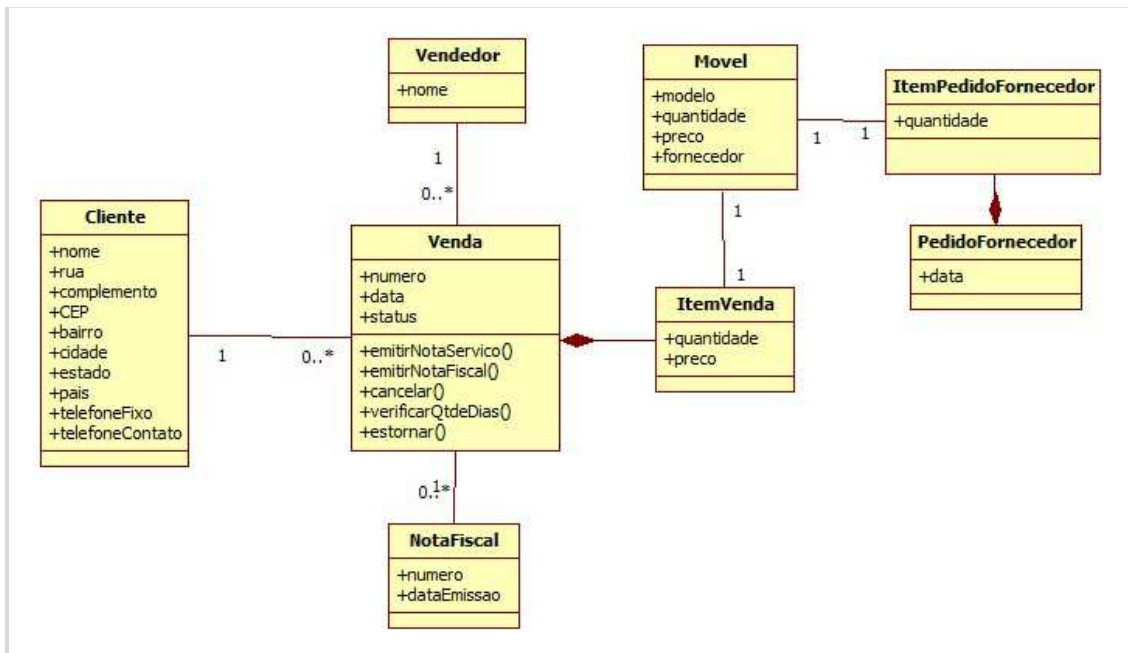 Vendedor
+nome
1
0..*
Movel
+modelo
+quantidade
+preco
+fornecedor
1
1
ItemPedidoFornecedor
+quantidade
PedidoFornecedor
+data
1
1
Cliente
+nome
+rua
+complemento
+CEP
+bairro
+cidade
+estado
+pais
+telefoneFixo
+telefoneContato
1
0..*
Venda
+numero
+data
+status
+emitirNotaServico()
+emitirNotaFiscal()
+cancelar()
+verificarQtdeDias()
+estornar()
ItemVenda
+quantidade
+preco
1
0..*
NotaFiscal
+numero
+dataEmissao